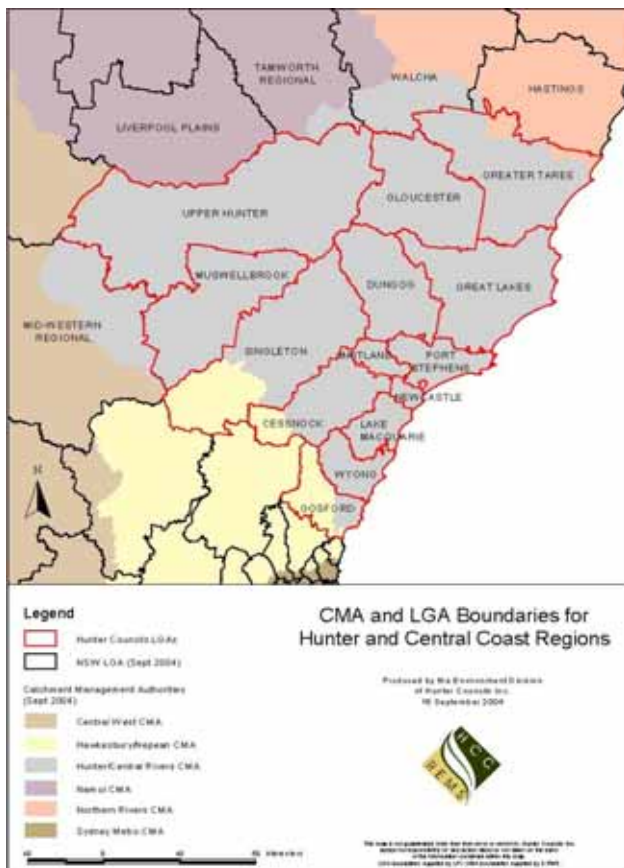 TAMWORTH
REGIONAL
WALCHA
HASTINGS
LIVERPOOL PLAINS
GREATER TAREE
GLOUCESTER
UPPER HUNTER
MUSWELLBROOK
DUNGOG
GREAT LAKES
MID-WESTERN
REGIONAL
SINGLETON
MAITLAND
PORT
STEPHENS
NEWCASTLE
CESSNOCK
LAKE
MACQUARIE
WYONG
GOSFORD
N
Legend
Hunter Councils LGAs
NSW LGA (Sept 2004)
Catchment Management Authorities
(Sept 2004)
Central West CMA
Hawkesbury/Nepean CMA
Hunter/Central Rivers CMA
Namoi CMA
Northern Rivers CMA
Sydney Metro CMA
CMA and LGA Boundaries for
Hunter and Central Coast Regions
Produced by the Environment Division
of Hunter Councils Inc.
16 September 2004
HCC
REMS